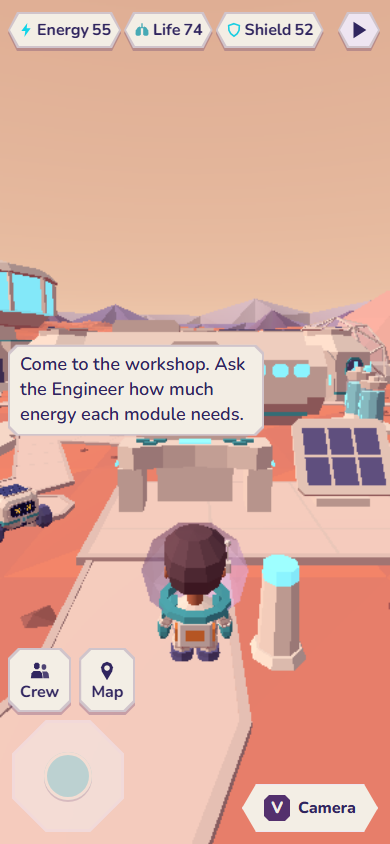 Energy 55
Life 74
Shield 52
Come to the workshop. Ask
the Engineer how much
energy each module needs.
Crew
Map
V Camera